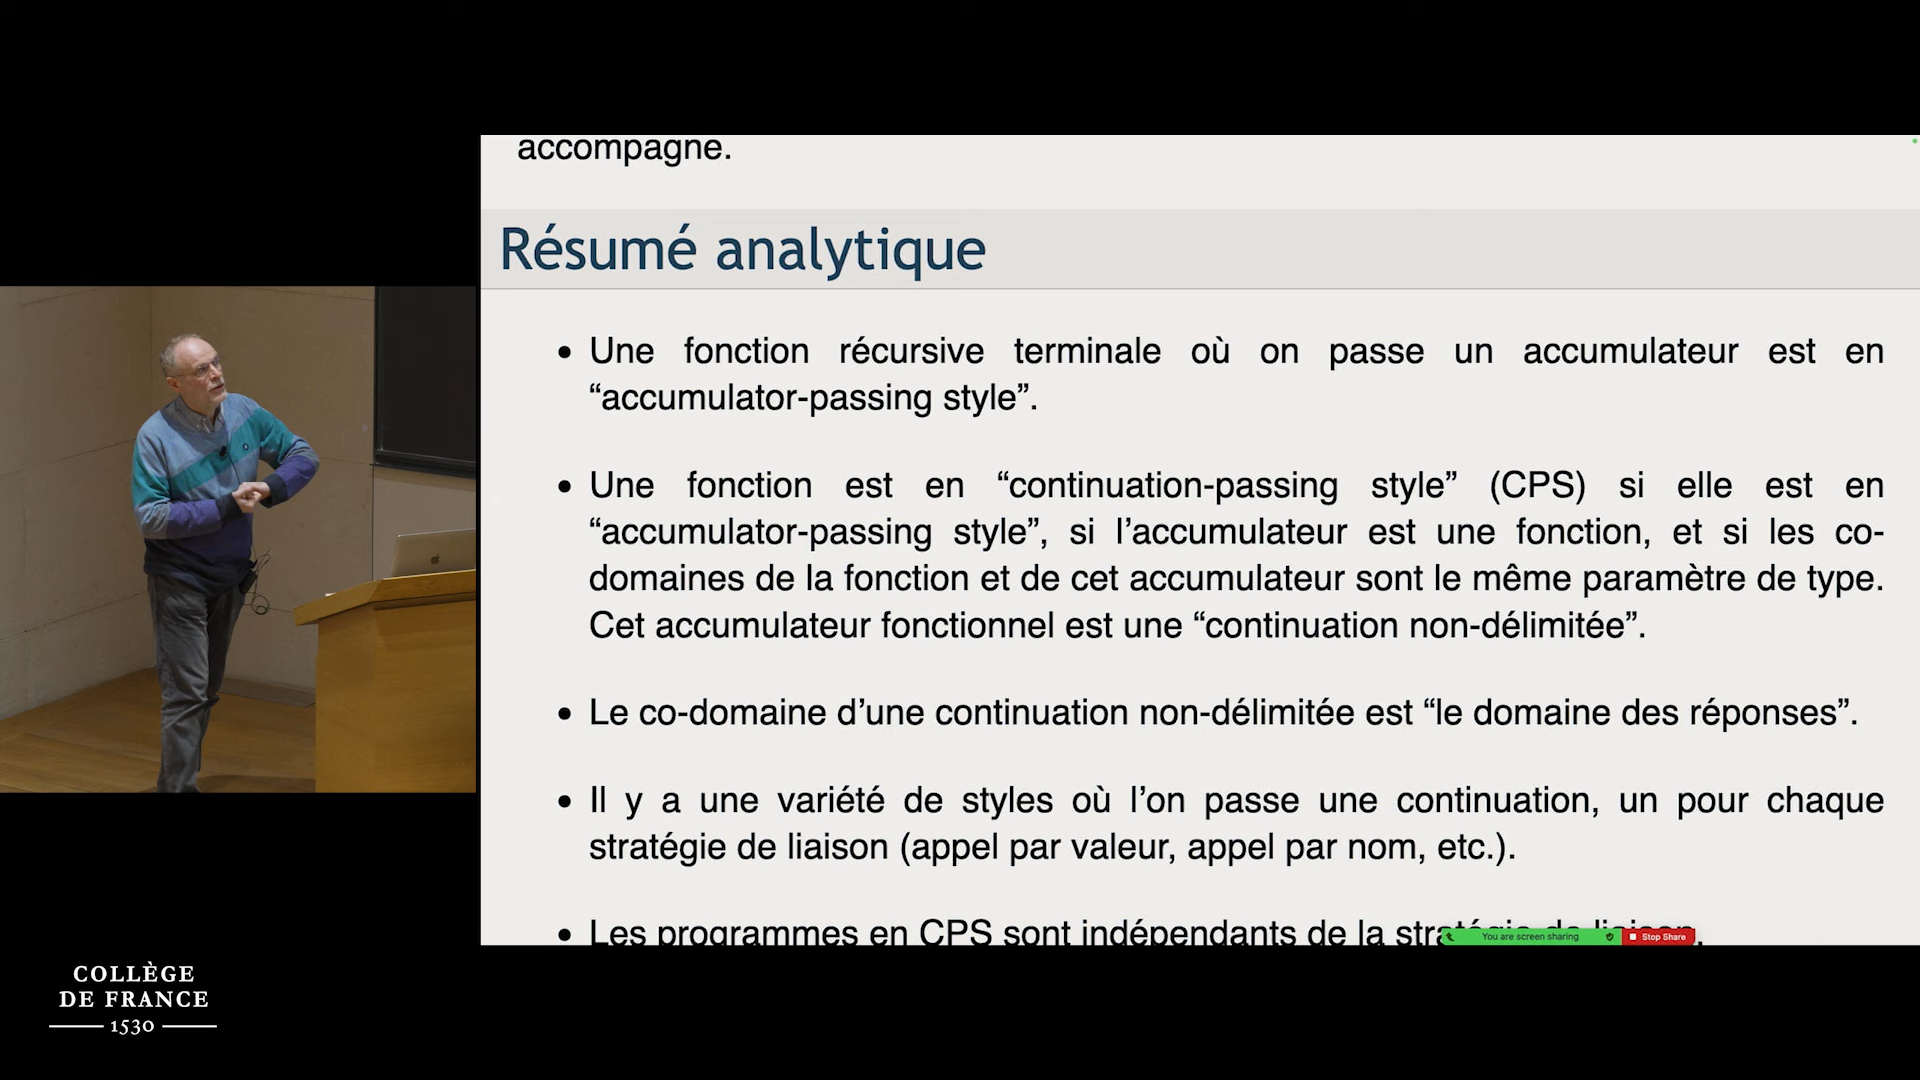 accompagne.
Résumé analytique
• Une fonction récursive terminale où on passe un accumulateur est en
“accumulator-passing style”.
• Une fonction est en “continuation-passing style” (CPS) si elle est en
“accumulator-passing style”, si l’accumulateur est une fonction, et si les co-
domaines de la fonction et de cet accumulateur sont le même paramètre de type.
Cet accumulateur fonctionnel est une “continuation non-délimitée”.
• Le co-domaine d’une continuation non-délimitée est “le domaine des réponses”.
• Il y a une variété de styles où l’on passe une continuation, un pour chaque
stratégie de liaison (appel par valeur, appel par nom, etc.).
• Les programmes en CPS sont indépendants de la stratégie de liaison.
You are screen sharing Stop Share
COLLÈGE
DE FRANCE
1530